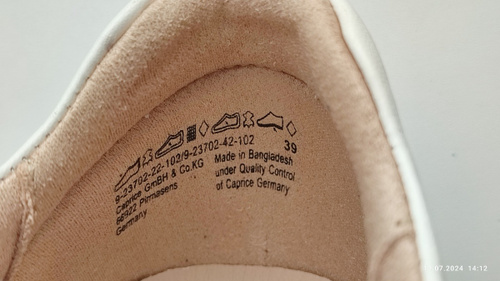 39
9-23702-22-102/9-23702-42-102
Caprice GmbH & Co.KG
66922 Pirmasens
Germany
Made in Bangladesh
under Quality Control
of Caprice Germany
07.2024 14:12